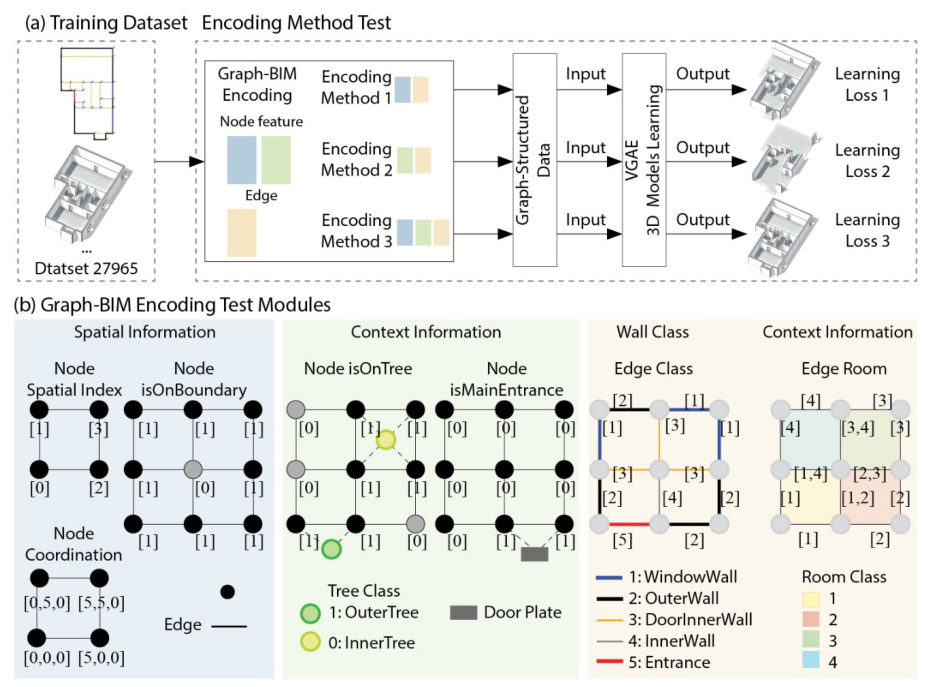 (a) Training Dataset Encoding Method Test
...
Dtatset 27965
Graph-BIM
Encoding
Node feature
Edge
Encoding
Method 1
Encoding
Method 2
Encoding
Method 3
Graph-Structured
Data
Input
Input
Input
VGAE
3D Models Learning
Output
Output
Output
Learning
Loss 1
Learning
Loss 2
Learning
Loss 3
(b) Graph-BIM Encoding Test Modules
Spatial Information
Node
Spatial Index
[1] [3]
[0] [2]
Node
isOnBoundary
[1] [1] [1]
[1] [0] [1]
[1] [1] [1]
Node
Coordination
[0,5,0] [5,5,0]
[0,0,0] [5,0,0]
Edge
Context Information
Node isOnTree
[0] [1] [1]
[0] [1] [1]
[1] [1] [0]
Node
isMainEntrance
[0] [0] [0]
[0] [0] [0]
[0] [1] [1]
Tree Class
1: OuterTree
0: InnerTree
Door Plate
Wall Class
Edge Class
[2] [1]
[1] [3] [1]
[3] [3]
[2] [4] [2]
[5] [2]
1: WindowWall
2: OuterWall
3: DoorInnerWall
4: InnerWall
5: Entrance
Context Information
Edge Room
[4] [3]
[4] [3,4] [3]
[1,4] [2,3]
[1] [1,2] [2]
[1] [2]
Room Class
1
2
3
4